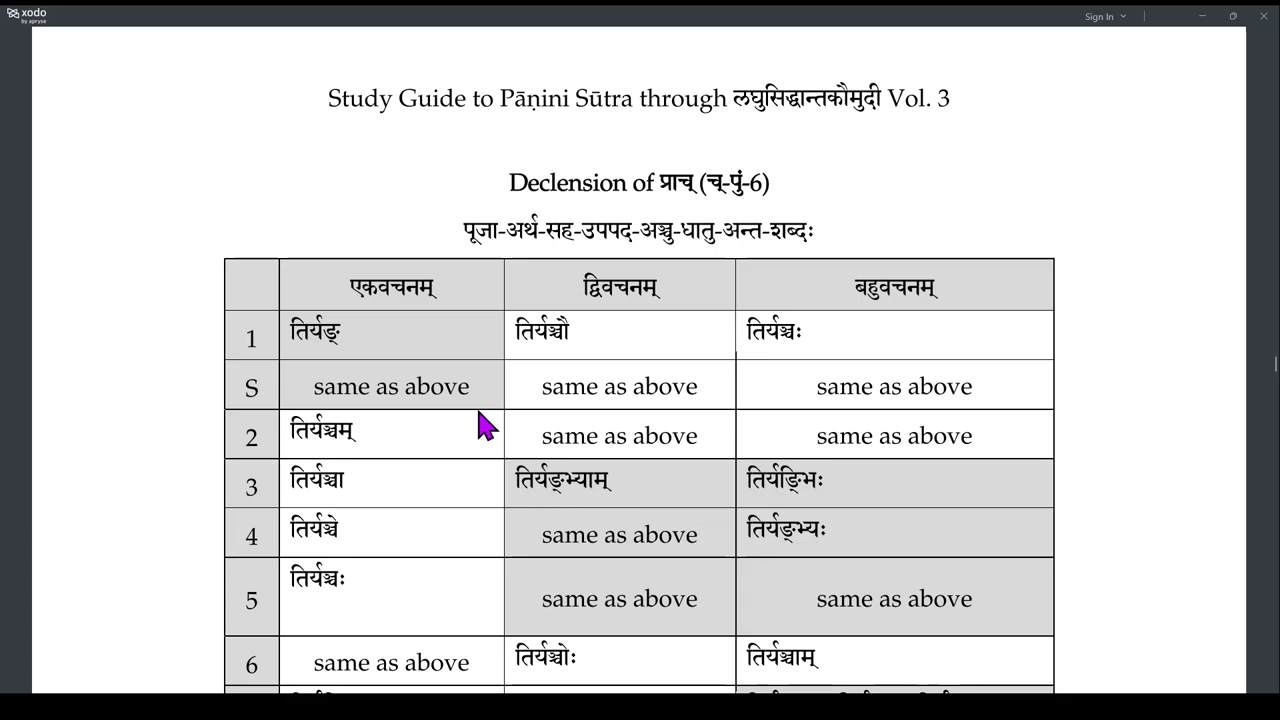 xodo
by apryse
Sign In
Study Guide to Pāṇini Sūtra through लघुसिद्धान्तकौमुदी Vol. 3
Declension of प्राच् (च्-पुं-6)
पूजा-अर्थ-सह-उपपद-अञ्चु-धातु-अन्त-शब्दः
एकवचनम् द्विवचनम् बहुवचनम्
1 तिर्यङ् तिर्यञ्चौ तिर्यञ्चः
S same as above same as above same as above
2 तिर्यञ्चम् same as above same as above
3 तिर्यञ्चा तिर्यङ्भ्याम् तिर्यङ्भिः
4 तिर्यञ्चे same as above तिर्यङ्भ्यः
5 तिर्यञ्चः same as above same as above
6 same as above तिर्यञ्चोः तिर्यञ्चाम्